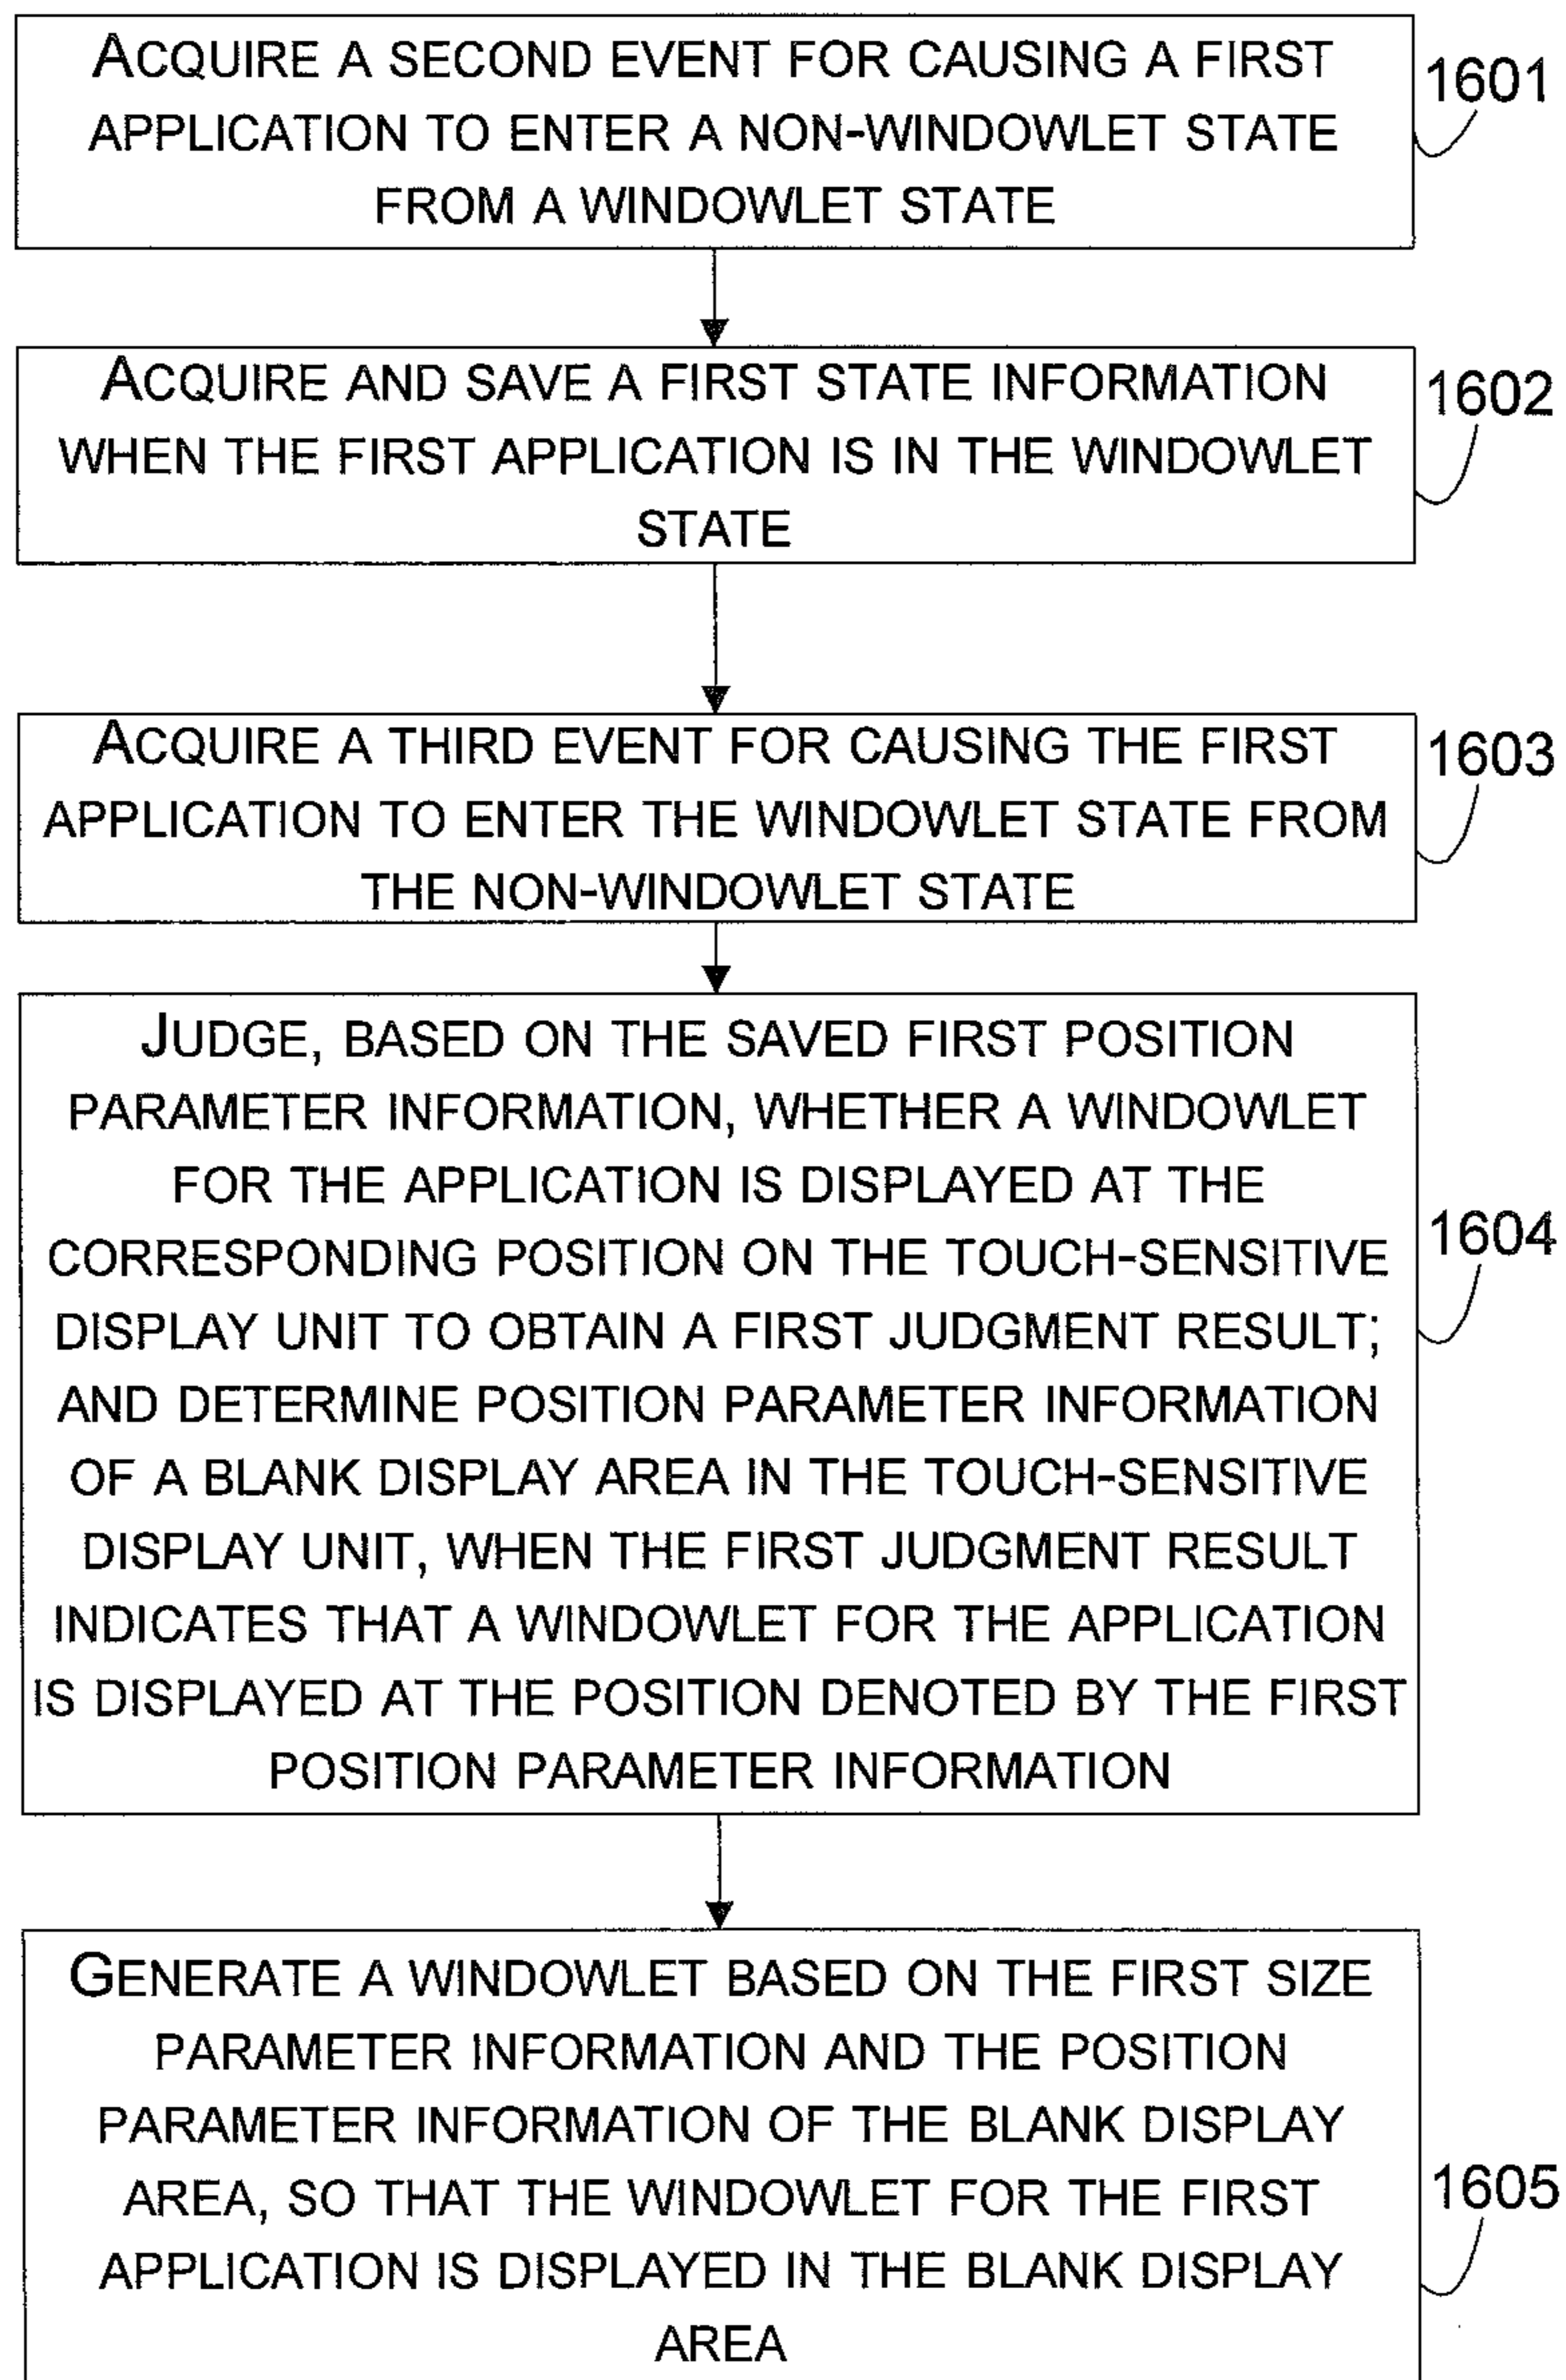 ACQUIRE A SECOND EVENT FOR CAUSING A FIRST
APPLICATION TO ENTER A NON-WINDOWLET STATE
FROM A WINDOWLET STATE
1601
ACQUIRE AND SAVE A FIRST STATE INFORMATION
WHEN THE FIRST APPLICATION IS IN THE WINDOWLET
STATE
1602
ACQUIRE A THIRD EVENT FOR CAUSING THE FIRST
APPLICATION TO ENTER THE WINDOWLET STATE FROM
THE NON-WINDOWLET STATE
1603
JUDGE, BASED ON THE SAVED FIRST POSITION
PARAMETER INFORMATION, WHETHER A WINDOWLET
FOR THE APPLICATION IS DISPLAYED AT THE
CORRESPONDING POSITION ON THE TOUCH-SENSITIVE
DISPLAY UNIT TO OBTAIN A FIRST JUDGMENT RESULT;
AND DETERMINE POSITION PARAMETER INFORMATION
OF A BLANK DISPLAY AREA IN THE TOUCH-SENSITIVE
DISPLAY UNIT, WHEN THE FIRST JUDGMENT RESULT
INDICATES THAT A WINDOWLET FOR THE APPLICATION
IS DISPLAYED AT THE POSITION DENOTED BY THE FIRST
POSITION PARAMETER INFORMATION
1604
GENERATE A WINDOWLET BASED ON THE FIRST SIZE
PARAMETER INFORMATION AND THE POSITION
PARAMETER INFORMATION OF THE BLANK DISPLAY
AREA, SO THAT THE WINDOWLET FOR THE FIRST
APPLICATION IS DISPLAYED IN THE BLANK DISPLAY
AREA
1605